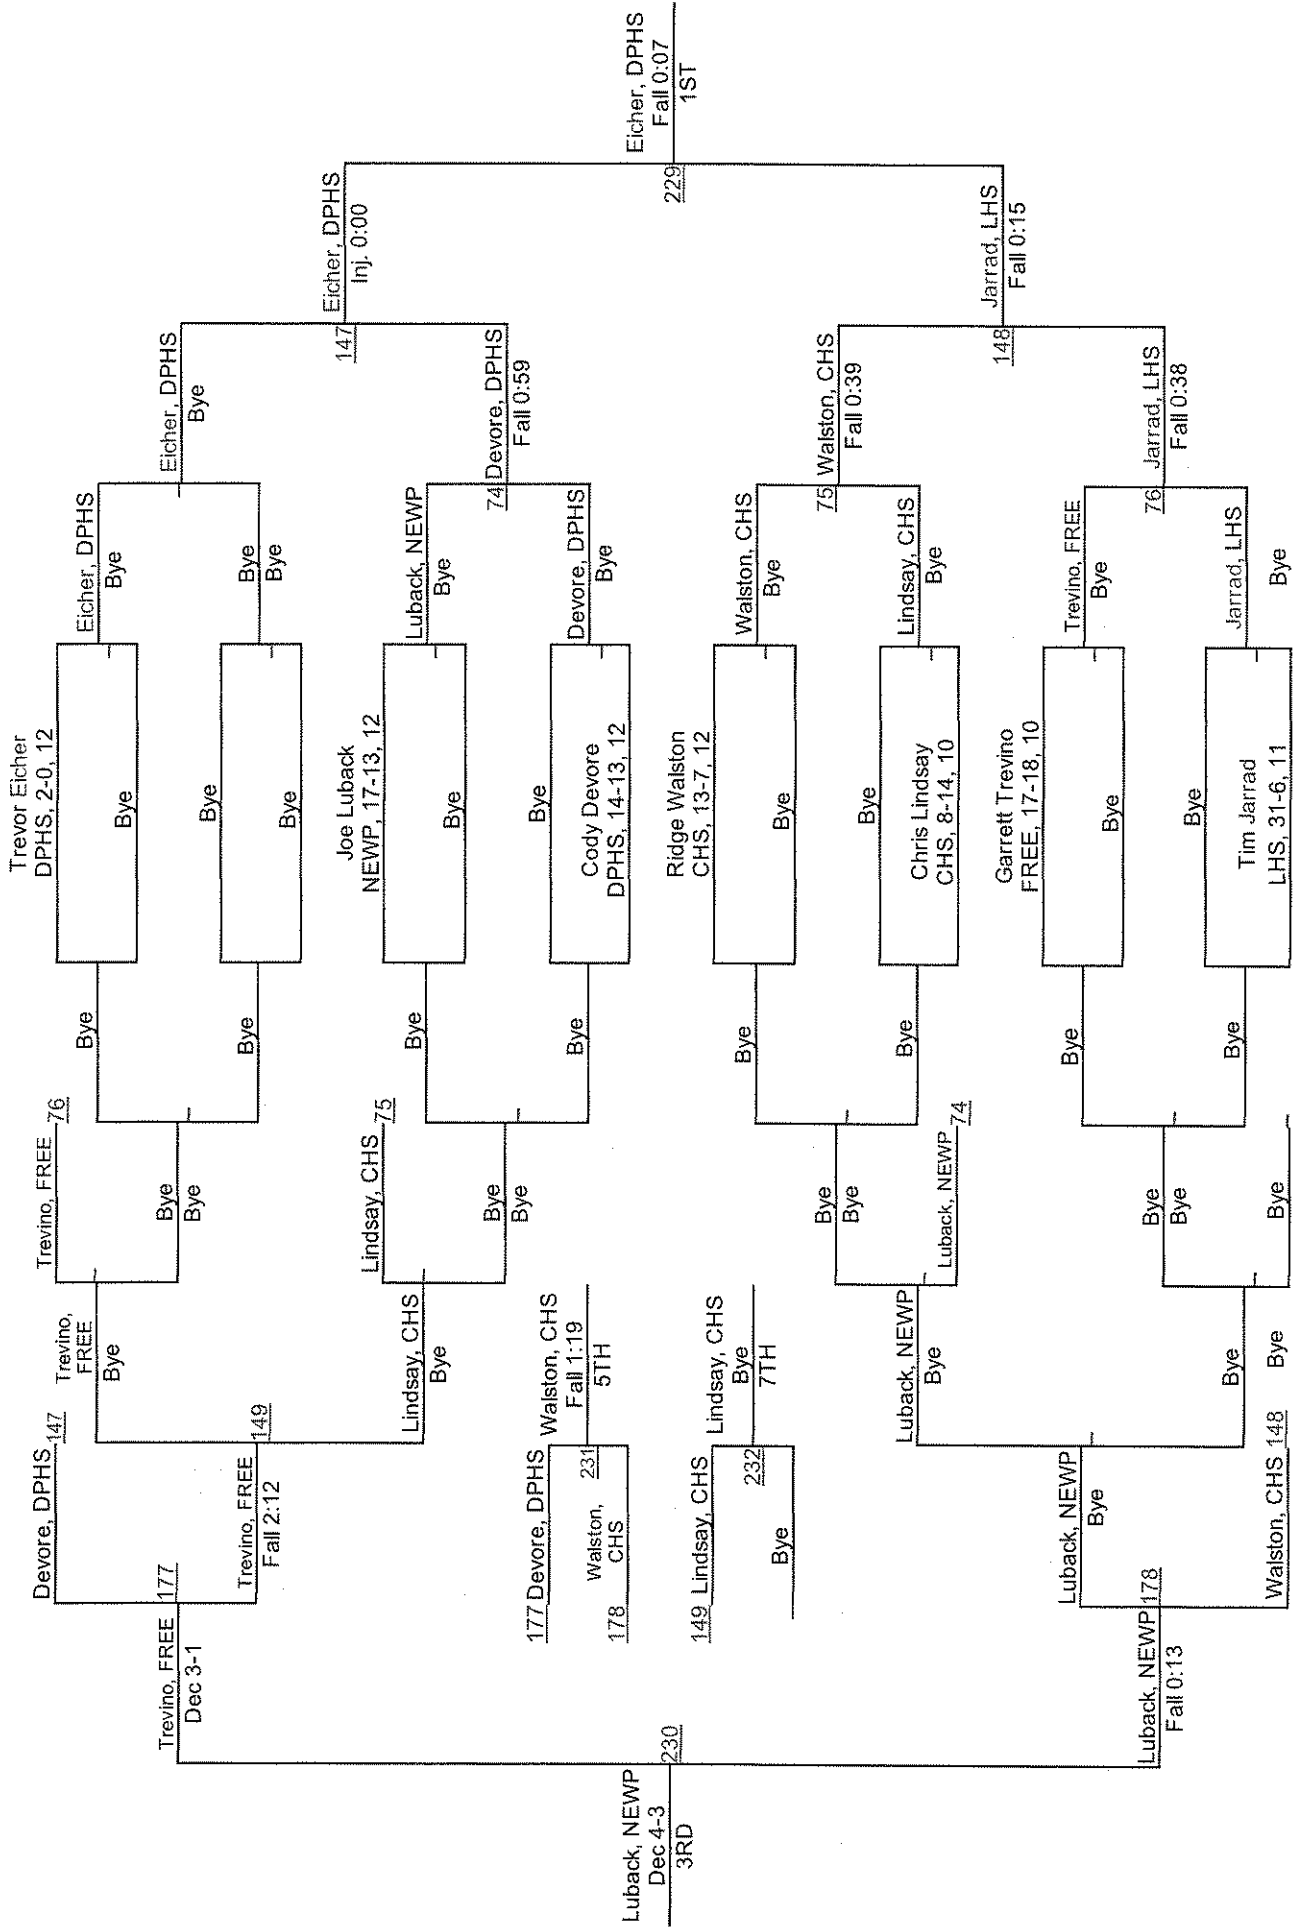 Trevor Eicher
DPHS, 2-0, 12
Bye
Bye
Bye
Joe Luback
NEWP, 17-13, 12
Bye
Bye
Cody Devore
DPHS, 14-13, 12
Ridge Walston
CHS, 13-7, 12
Bye
Bye
Chris Lindsay
CHS, 8-14, 10
Garrett Trevino
FREE, 17-18, 10
Bye
Bye
Tim Jarrad
LHS, 31-6, 11
Eicher, DPHS
Bye
Bye
Bye
Luback, NEWP
Bye
Devore, DPHS
Bye
Walston, CHS
Bye
Lindsay, CHS
Bye
Trevino, FREE
Bye
Jarrad, LHS
Bye
Eicher, DPHS
Bye
74
Devore, DPHS
Fall 0:59
75
Walston, CHS
Fall 0:39
76
Jarrad, LHS
Fall 0:38
147
Eicher, DPHS
Inj. 0:00
148
Jarrad, LHS
Fall 0:15
229
Eicher, DPHS
Fall 0:07
1ST
Bye
Bye
Bye
Bye
Bye
Bye
Bye
Bye
Trevino, FREE
76
Bye
Bye
Lindsay, CHS
75
Bye
Bye
Bye
Bye
Luback, NEWP
74
Bye
Bye
Bye
Trevino,
FREE
Bye
Lindsay, CHS
Bye
Luback, NEWP
Bye
Bye
Bye
Devore, DPHS
147
149
Trevino, FREE
Fall 2:12
Luback, NEWP
Bye
Walston, CHS
148
177
Trevino, FREE
Dec 3-1
178
Luback, NEWP
Fall 0:13
230
Luback, NEWP
Dec 4-3
3RD
177
Devore, DPHS
178
Walston,
CHS
231
Walston, CHS
Fall 1:19
5TH
149
Lindsay, CHS
Bye
232
Lindsay, CHS
Bye
7TH